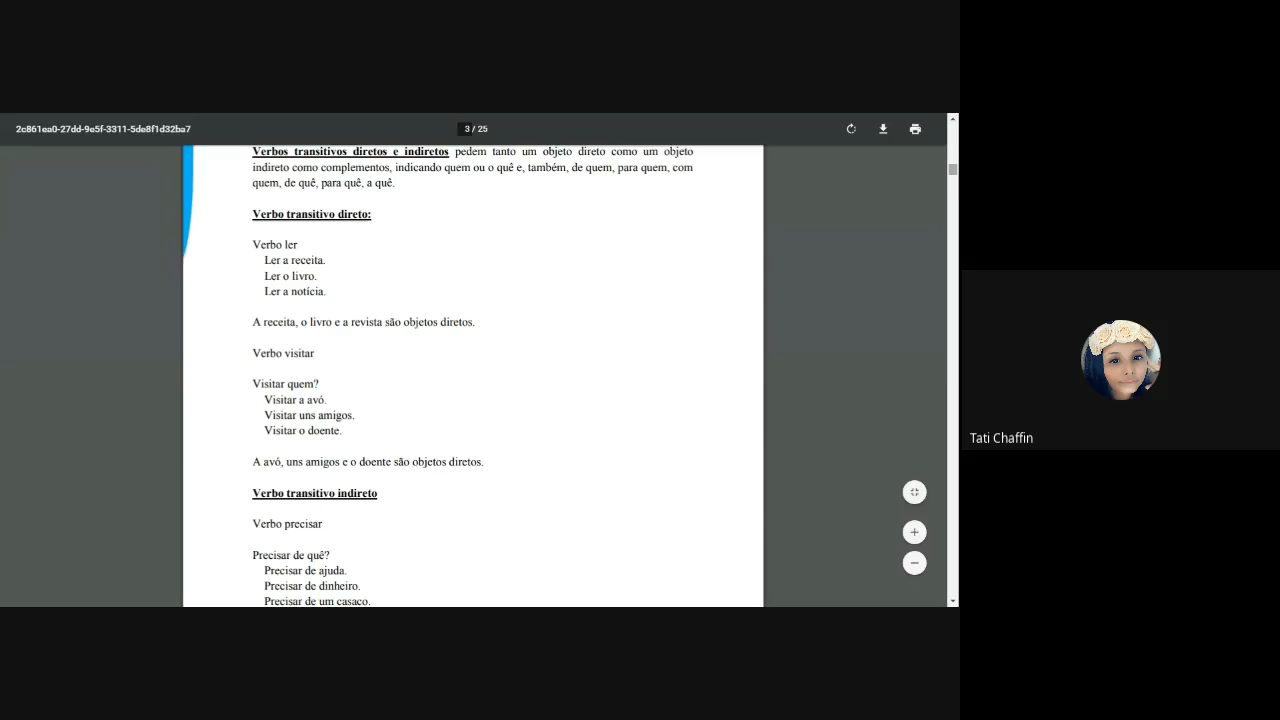 2c861ea0-27dd-9e5f-3311-5de8f1d32ba7
3 / 25
Verbos transitivos diretos e indiretos pedem tanto um objeto direto como um objeto
indireto como complementos, indicando quem ou o quê e, também, de quem, para quem, com
quem, de quê, para quê, a quê.
Verbo transitivo direto:
Verbo ler
Ler a receita.
Ler o livro.
Ler a notícia.
A receita, o livro e a revista são objetos diretos.
Verbo visitar
Visitar quem?
Visitar a avó.
Visitar uns amigos.
Visitar o doente.
A avó, uns amigos e o doente são objetos diretos.
Verbo transitivo indireto
Verbo precisar
Precisar de quê?
Precisar de ajuda.
Precisar de dinheiro.
Precisar de um casaco.
Tati Chaffin